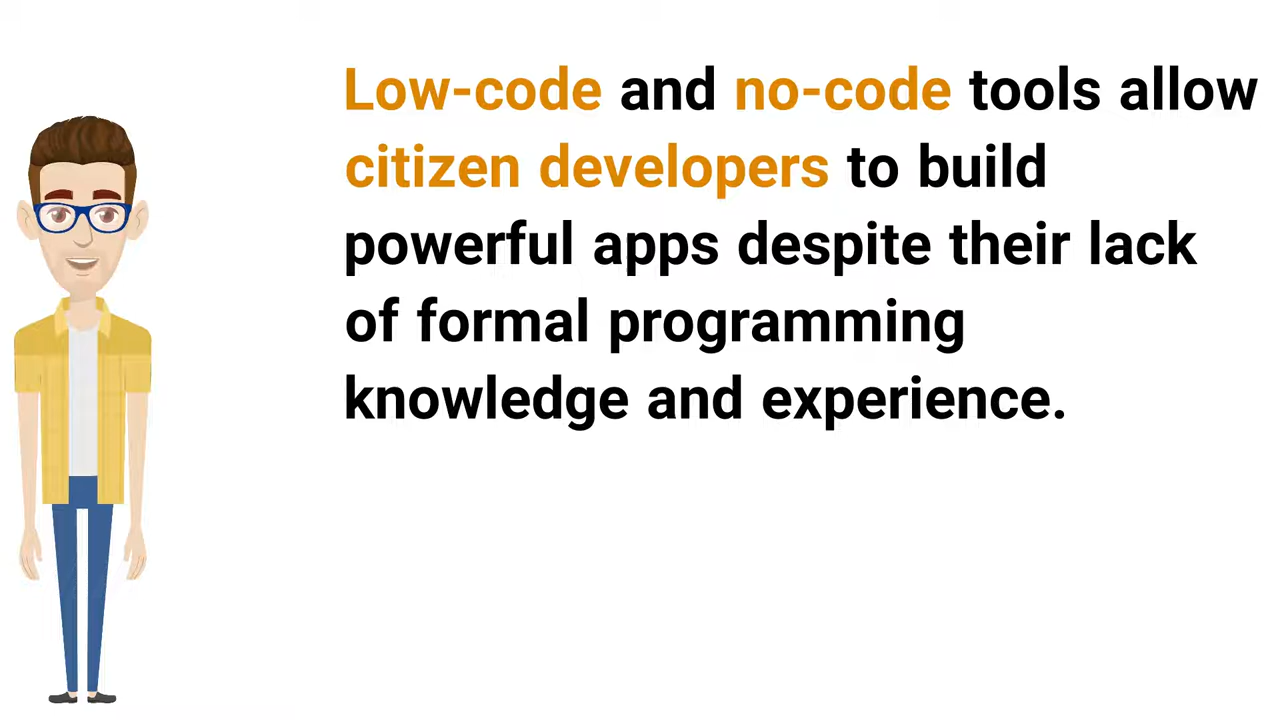 Low-code and no-code tools allow
citizen developers to build
powerful apps despite their lack
of formal programming
knowledge and experience.